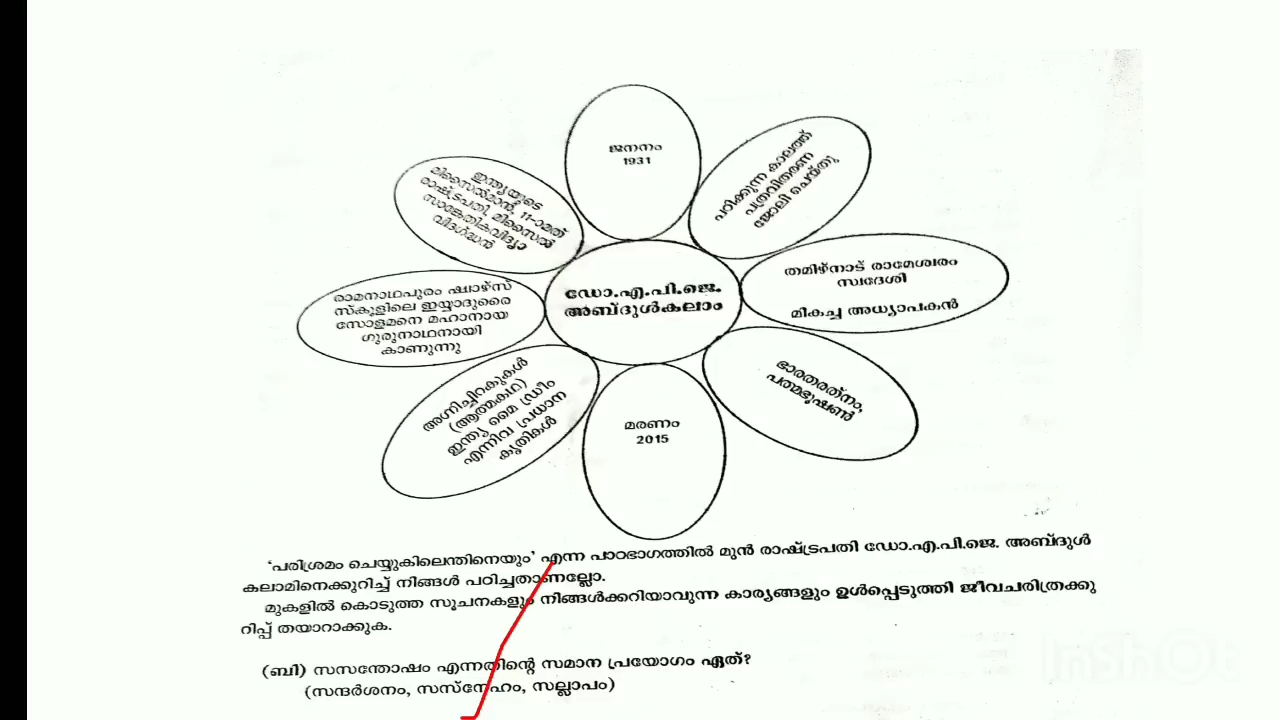 ജനനം
1931
പഠിക്കുന്ന കാലത്ത്
പത്രവിതരണ
ജോലി ചെയ്തു
തമിഴ്നാട് രാമേശ്വരം
സ്വദേശി
മികച്ച അധ്യാപകൻ
ഭാരതരത്നം,
പത്മഭൂഷൺ
മരണം
2015
അഗ്നിച്ചിറകുകൾ
(ആത്മകഥ)
ഇന്ത്യ മൈ ഡ്രീം
എന്നിവ പ്രധാന
കൃതികൾ
രാമനാഥപുരം ഷ്വാഴ്സ്
സ്കൂളിലെ ഇയ്യാദുരൈ
സോളമനെ മഹാനായ
ഗുരുനാഥനായി
കാണുന്നു
ഇന്ത്യയുടെ
മിസൈൽമാൻ, 11-ാമത്
രാഷ്ട്രപതി, മിസൈൽ
സാങ്കേതികവിദ്യാ
വിദഗ്ദ്ധൻ
ഡോ.എ.പി.ജെ.
അബ്ദുൾകലാം
'പരിശ്രമം ചെയ്യുകിലെന്തിനെയും' എന്ന പാഠഭാഗത്തിൽ മുൻ രാഷ്ട്രപതി ഡോ.എ.പി.ജെ. അബ്ദുൾ
കലാമിനെക്കുറിച്ച് നിങ്ങൾ പഠിച്ചതാണല്ലോ.
മുകളിൽ കൊടുത്ത സൂചനകളും നിങ്ങൾക്കറിയാവുന്ന കാര്യങ്ങളും ഉൾപ്പെടുത്തി ജീവചരിത്രക്കു
റിപ്പ് തയാറാക്കുക.
(ബി) സസന്തോഷം എന്നതിന്റെ സമാന പ്രയോഗം ഏത്?
(സന്ദർശനം, സസ്നേഹം, സല്ലാപം)
InShOt